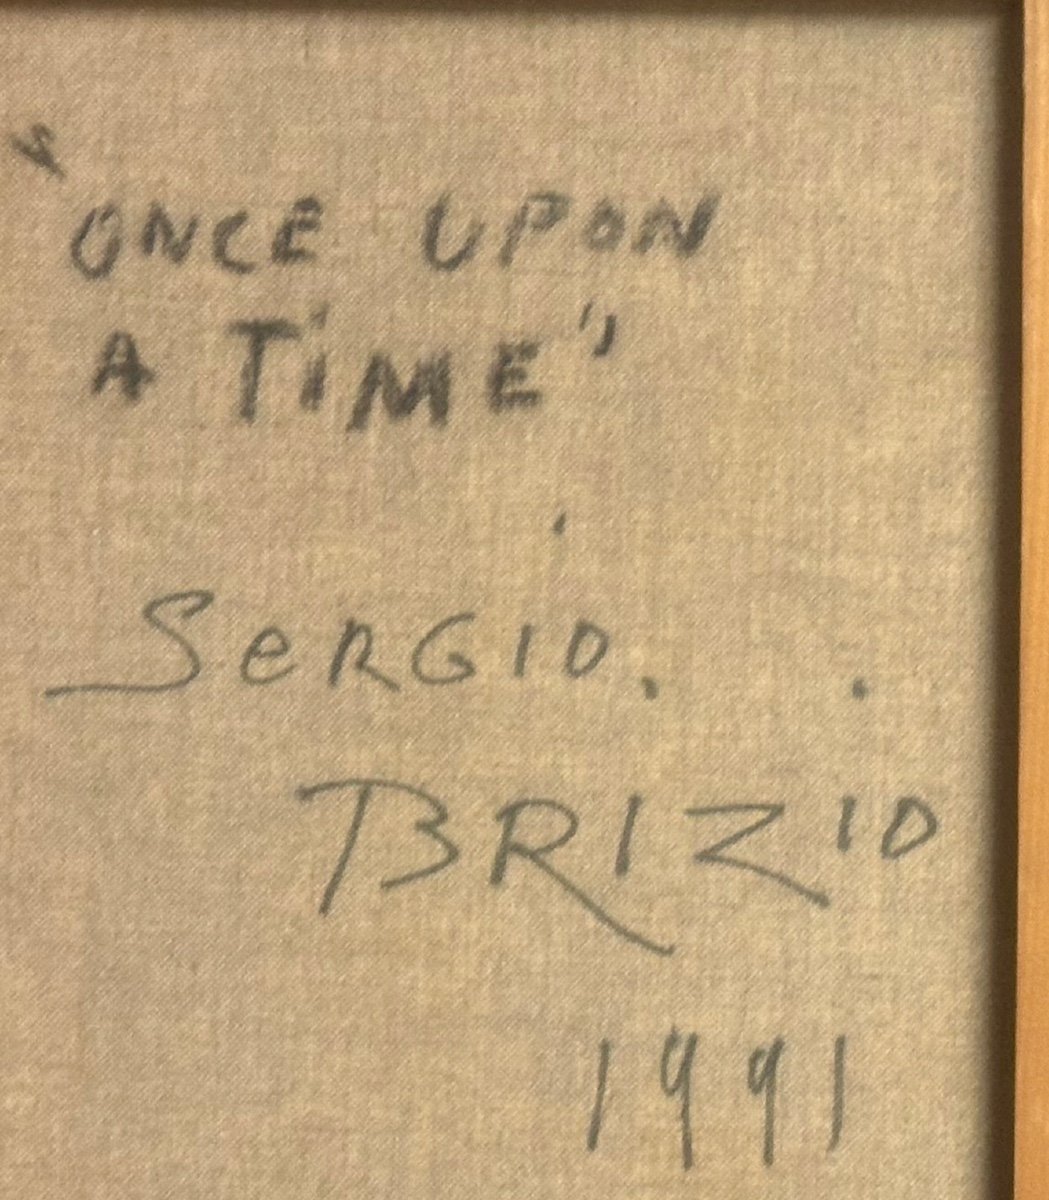 "ONCE UPON
A TiME"
SeRGIO.
BRIZIO
1991